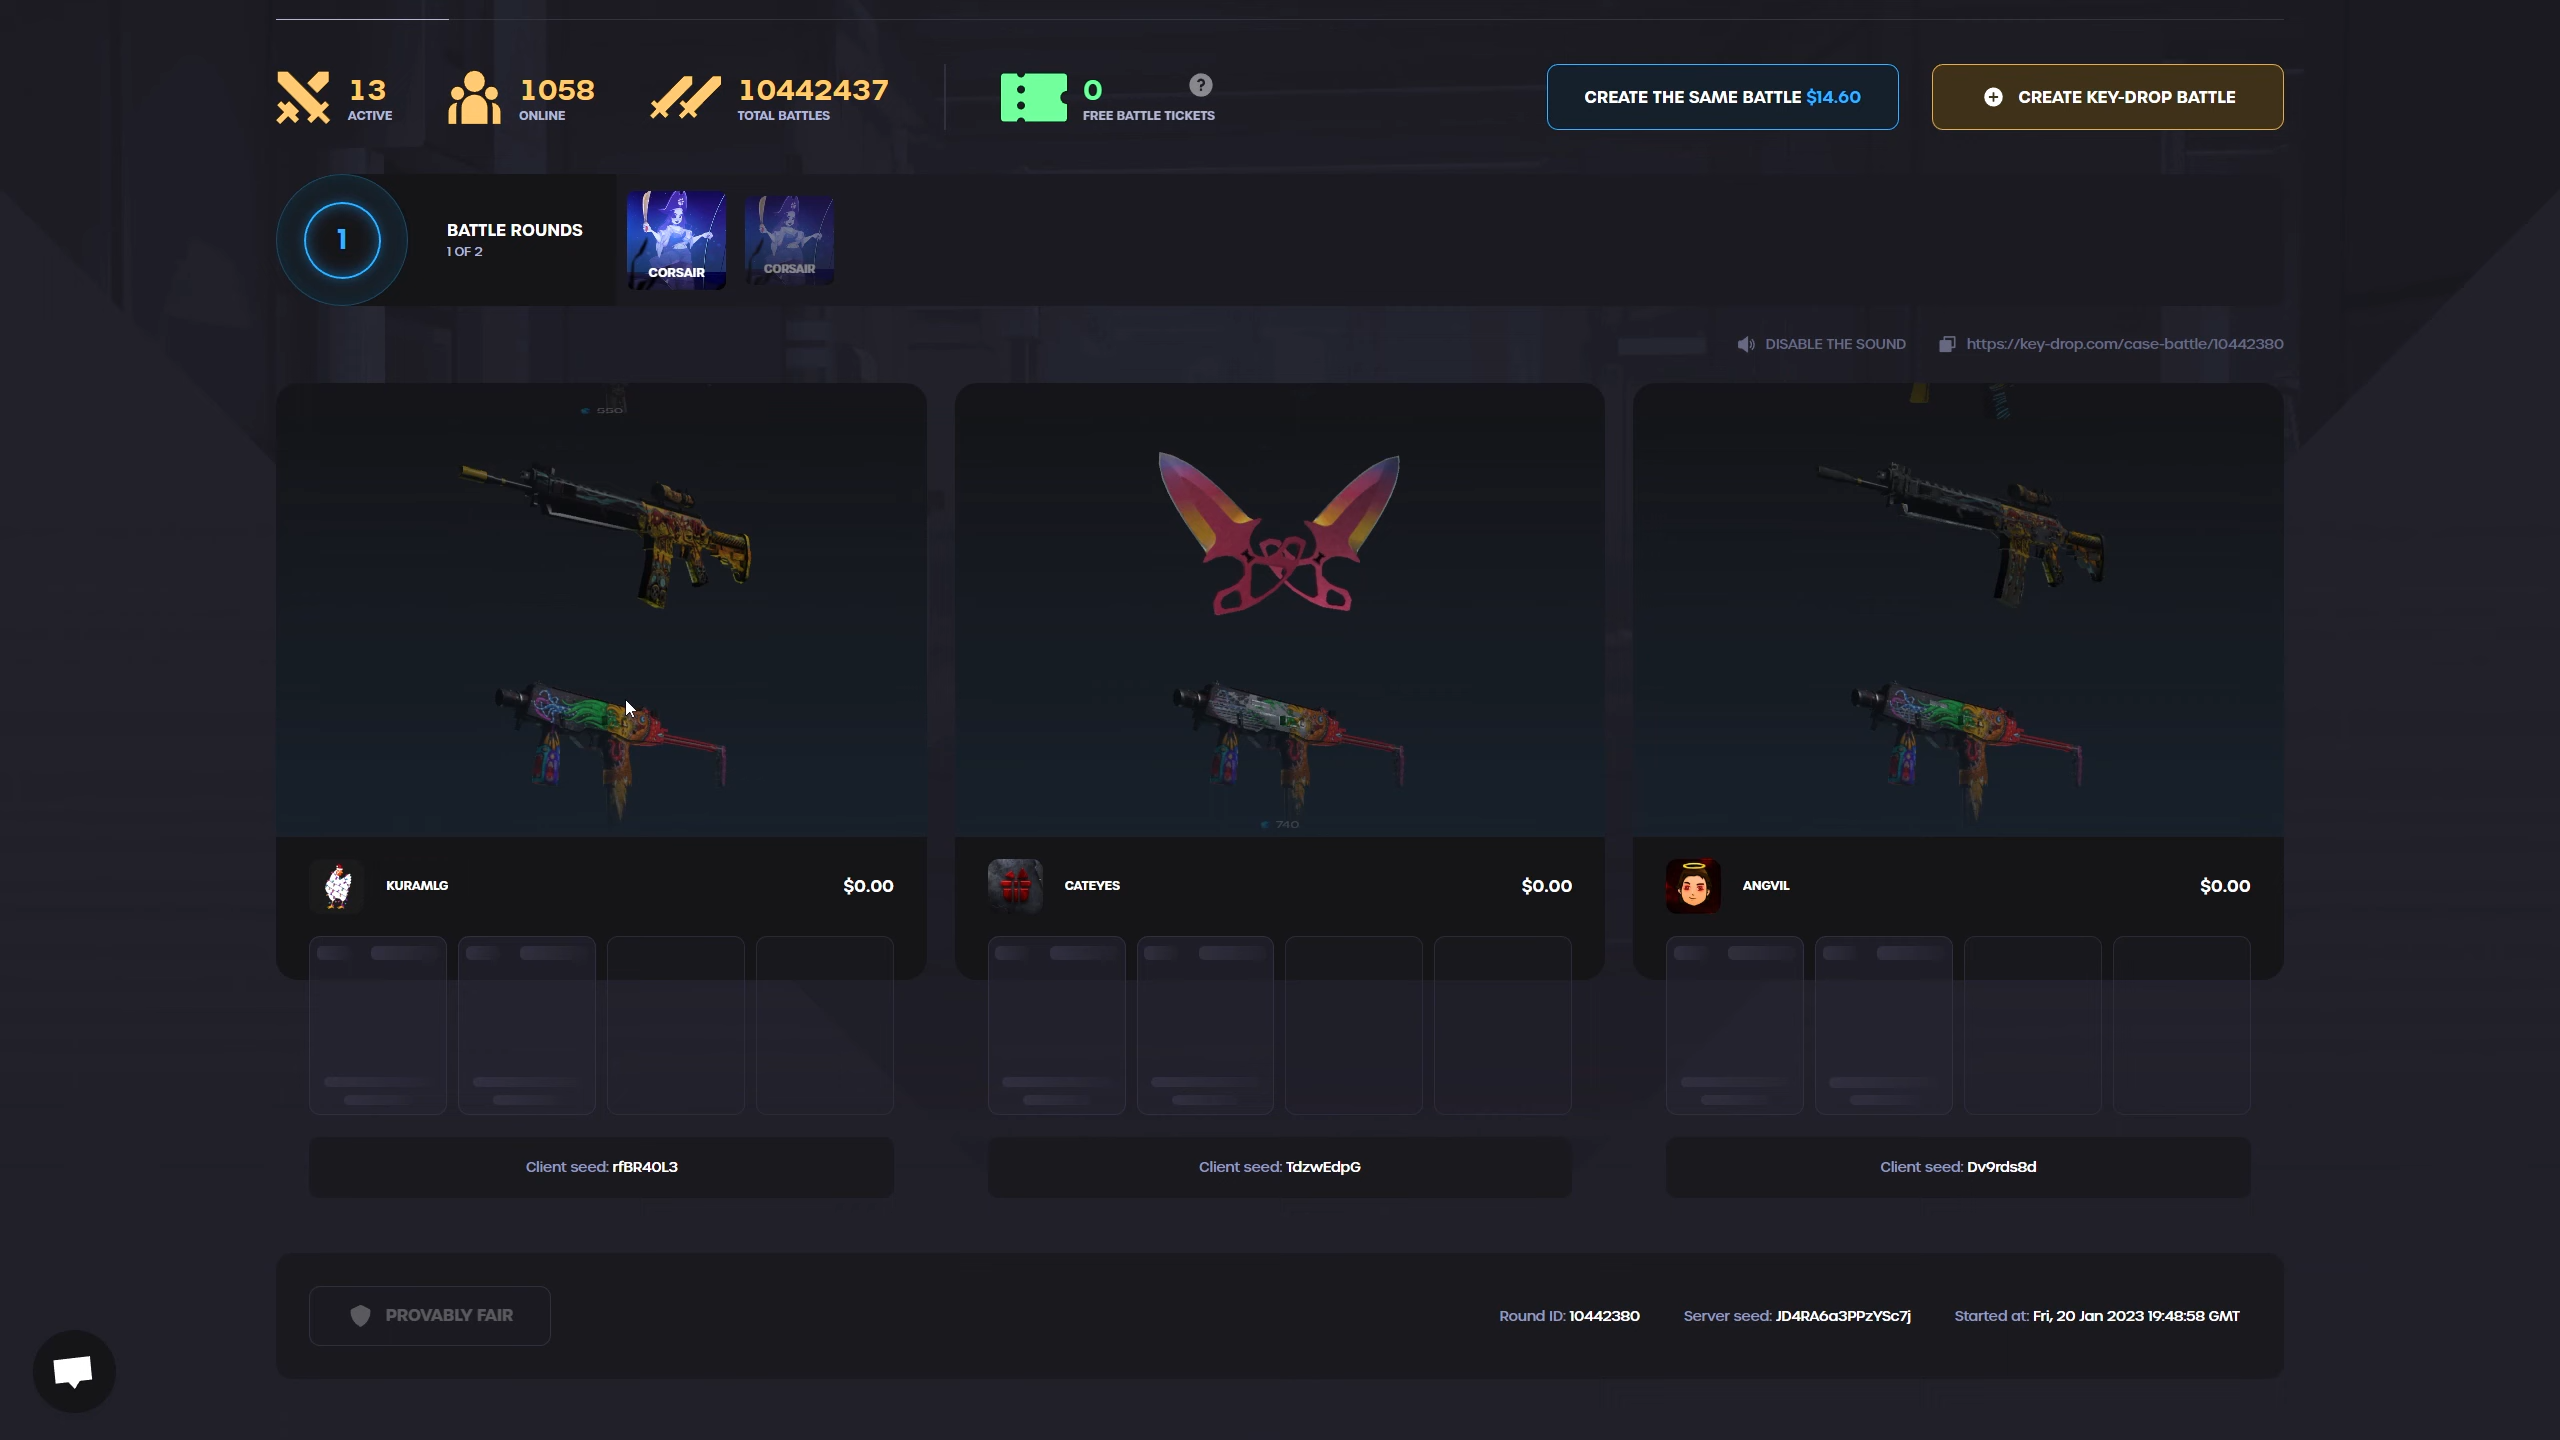 13
ACTIVE
1058
ONLINE
10442437
TOTAL BATTLES
0
?
FREE BATTLE TICKETS
CREATE THE SAME BATTLE $14.60
CREATE KEY-DROP BATTLE
1
BATTLE ROUNDS
1 OF 2
CORSAIR
CORSAIR
DISABLE THE SOUND
https://key-drop.com/case-battle/10442380
550
740
KURAMLG
$0.00
CATEYES
$0.00
ANGVIL
$0.00
Client seed: rfBR40L3
Client seed: TdzwEdpG
Client seed: Dv9rds8d
PROVABLY FAIR
Round ID: 10442380
Server seed: JD4RA6a3PPzYSc7j
Started at: Fri, 20 Jan 2023 19:48:58 GMT